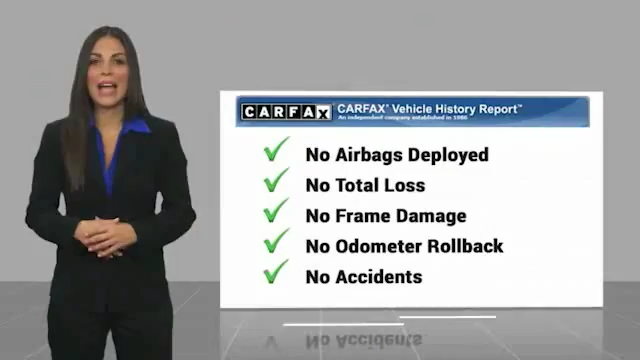 CARFAX CARFAX® Vehicle History Report™
An independent company established in 1986
No Airbags Deployed
No Total Loss
No Frame Damage
No Odometer Rollback
No Accidents